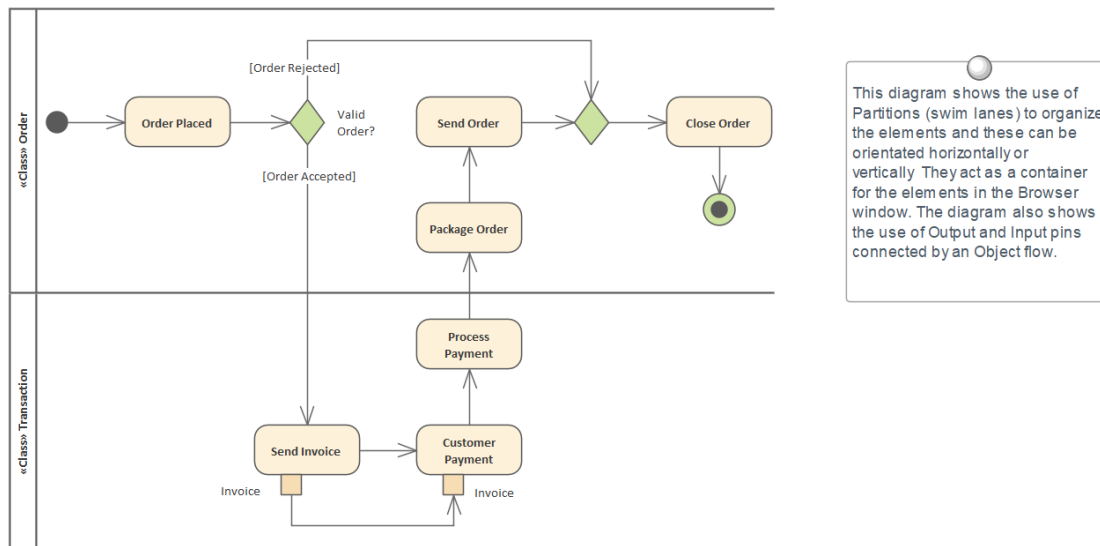 «Class» Order
[Order Rejected]
Order Placed
Valid
Order?
Send Order
Close Order
[Order Accepted]
Package Order
«Class» Transaction
Process
Payment
Send Invoice
Customer
Payment
Invoice
Invoice
This diagram shows the use of
Partitions (swim lanes) to organize
the elements and these can be
orientated horizontally or
vertically They act as a container
for the elements in the Browser
window. The diagram also shows
the use of Output and Input pins
connected by an Object flow.